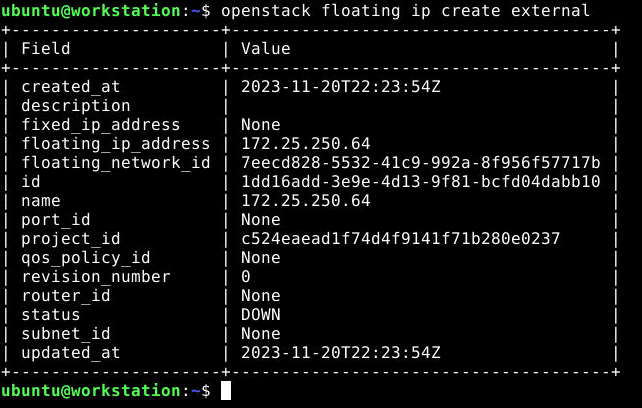 ubuntu@workstation:~$ openstack floating ip create external
+---------------------+--------------------------------------+
| Field               | Value                                |
+---------------------+--------------------------------------+
| created_at          | 2023-11-20T22:23:54Z                 |
| description         |                                      |
| fixed_ip_address    | None                                 |
| floating_ip_address | 172.25.250.64                        |
| floating_network_id | 7eecd828-5532-41c9-992a-8f956f57717b |
| id                  | 1dd16add-3e9e-4d13-9f81-bcfd04dabb10 |
| name                | 172.25.250.64                        |
| port_id             | None                                 |
| project_id          | c524eaead1f74d4f9141f71b280e0237     |
| qos_policy_id       | None                                 |
| revision_number     | 0                                    |
| router_id           | None                                 |
| status              | DOWN                                 |
| subnet_id           | None                                 |
| updated_at          | 2023-11-20T22:23:54Z                 |
+---------------------+--------------------------------------+
ubuntu@workstation:~$